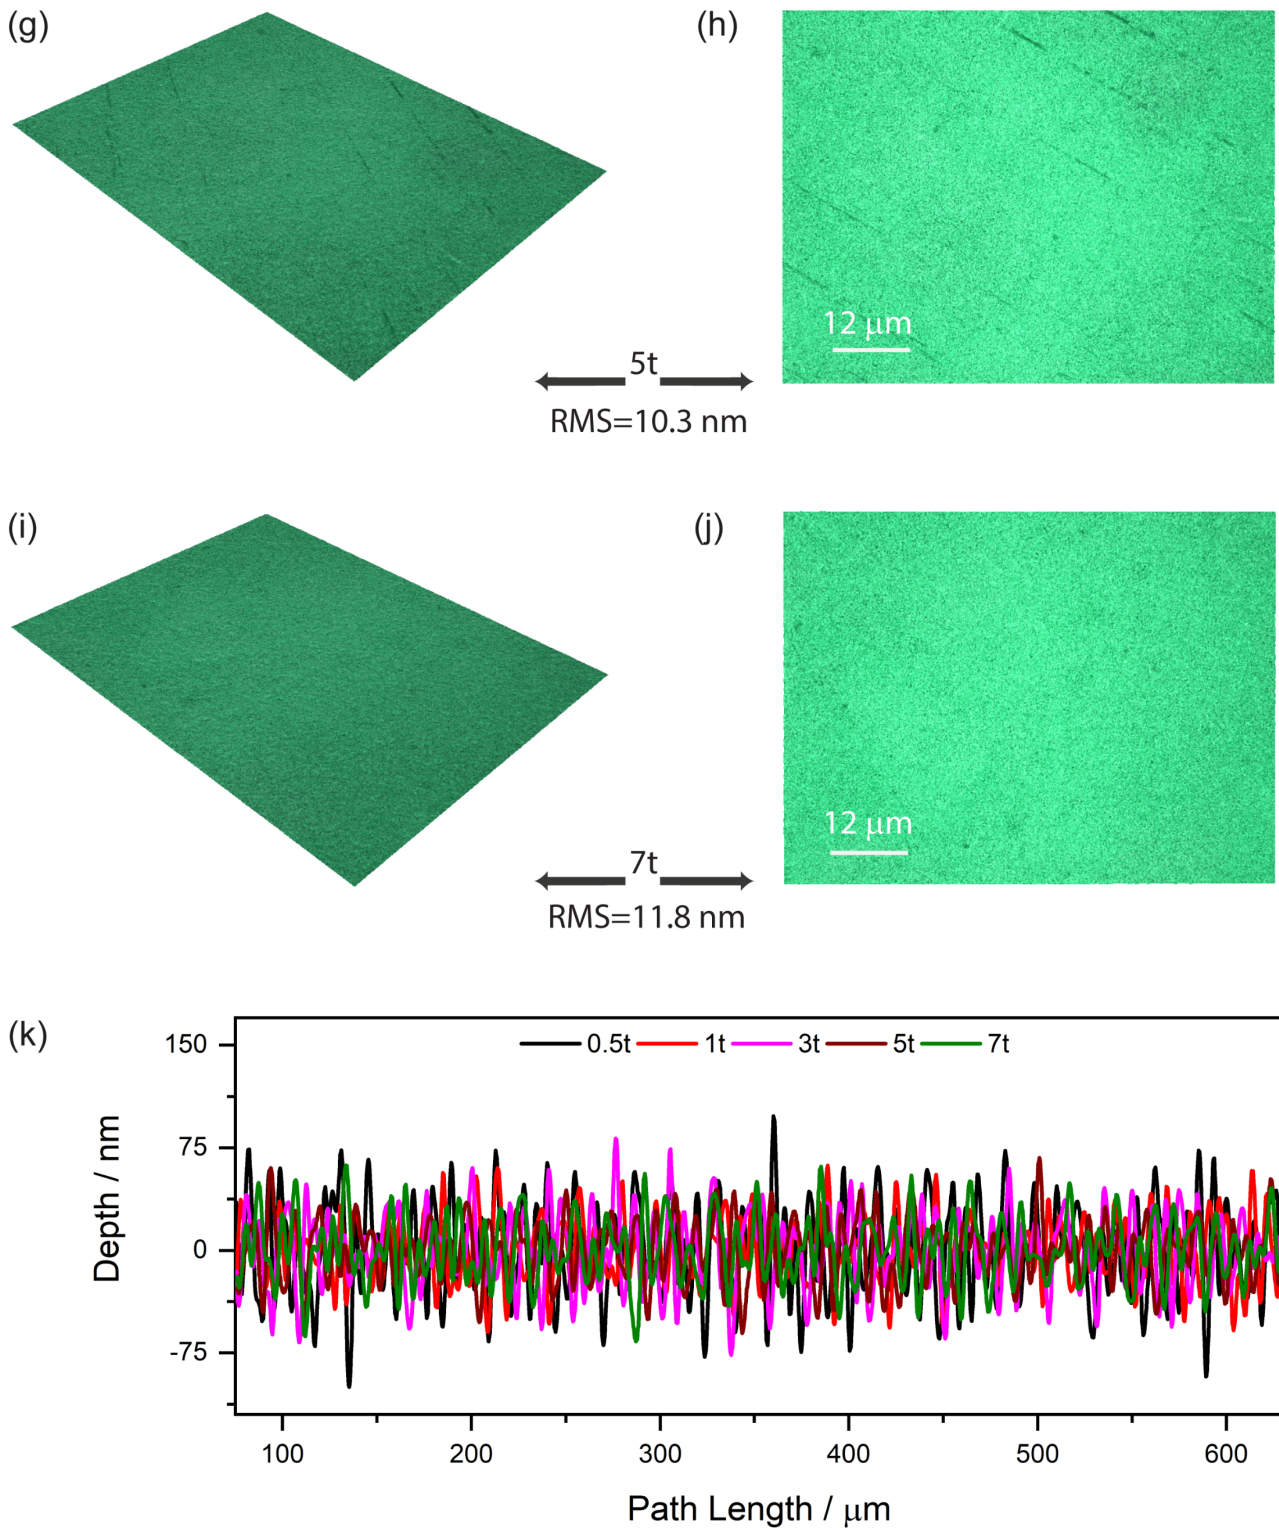 (g)
(h)
12 μm
5t
RMS=10.3 nm
(i)
(j)
12 μm
7t
RMS=11.8 nm
(k)
0.5t 1t 3t 5t 7t
150
75
0
-75
Depth / nm
100 200 300 400 500 600
Path Length / μm